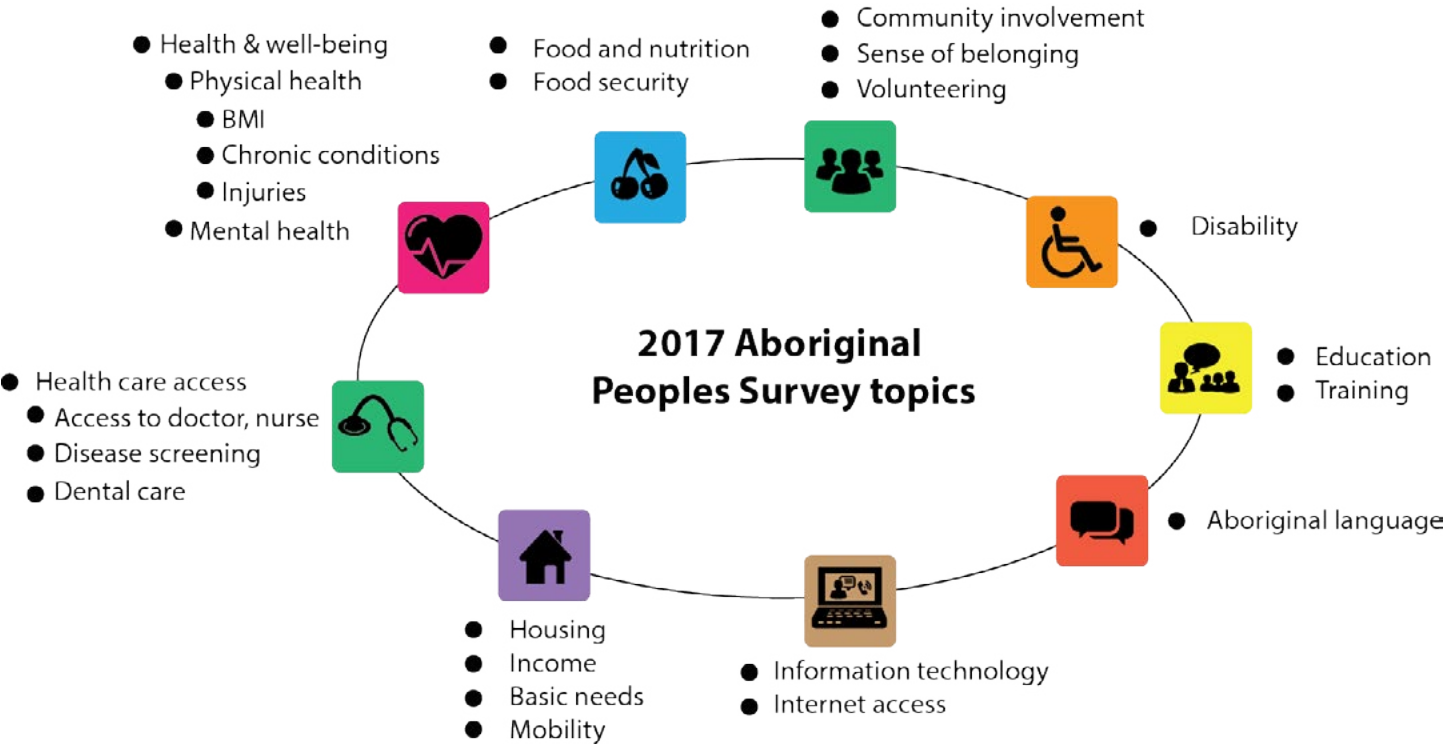 Health & well-being
Physical health
BMI
Chronic conditions
Injuries
Mental health
Food and nutrition
Food security
Community involvement
Sense of belonging
Volunteering
Disability
2017 Aboriginal
Peoples Survey topics
Education
Training
Health care access
Access to doctor, nurse
Disease screening
Dental care
Aboriginal language
Housing
Income
Basic needs
Mobility
Information technology
Internet access